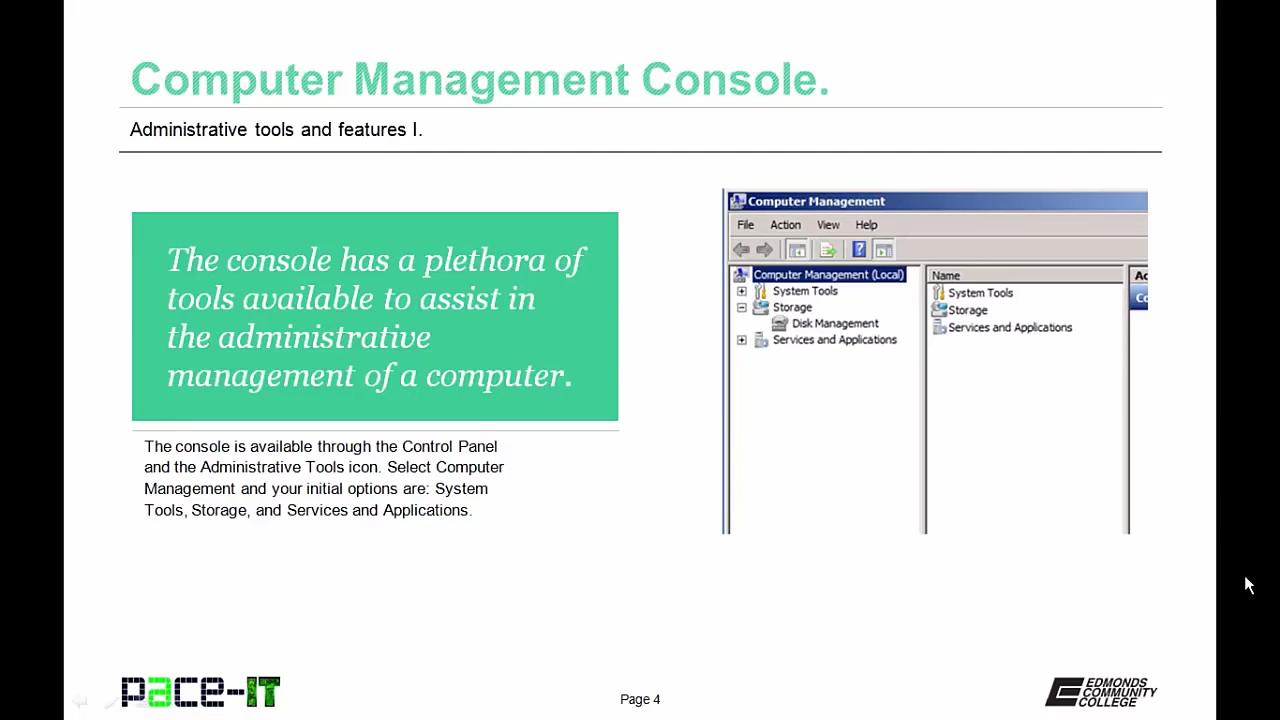 Computer Management Console.
Administrative tools and features I.
The console has a plethora of
tools available to assist in
the administrative
management of a computer.
The console is available through the Control Panel
and the Administrative Tools icon. Select Computer
Management and your initial options are: System
Tools, Storage, and Services and Applications.
Computer Management
File Action View Help
Computer Management (Local)
System Tools
Storage
Disk Management
Services and Applications
Name
System Tools
Storage
Services and Applications
Ac
Co
pace-IT
Page 4
EDMONDS
COMMUNITY
COLLEGE